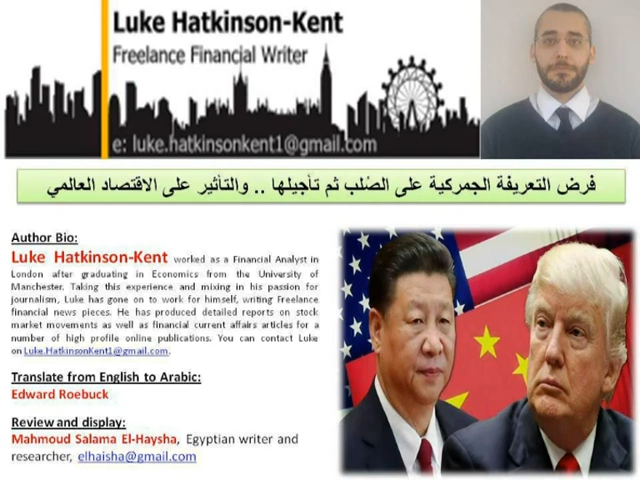 Luke Hatkinson-Kent
Freelance Financial Writer
e: luke.hatkinsonkent1@gmail.com
فرض التعريفة الجمركية على الصُلب ثم تأجيلها .. والتأثير على الاقتصاد العالمي
Author Bio:
Luke Hatkinson-Kent worked as a Financial Analyst in
London after graduating in Economics from the University of
Manchester. Taking this experience and mixing in his passion for
journalism, Luke has gone on to work for himself, writing Freelance
financial news pieces. He has produced detailed reports on stock
market movements as well as financial current affairs articles for a
number of high profile online publications. You can contact Luke
on Luke.HatkinsonKent1@gmail.com.
Translate from English to Arabic:
Edward Roebuck
Review and display:
Mahmoud Salama El-Haysha, Egyptian writer and
researcher, elhaisha@gmail.com